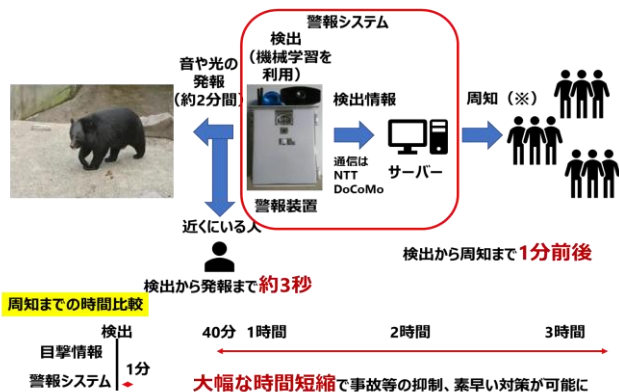 警報システム
音や光の
発報
(約2分間)
検出
(機械学習を
利用)
検出情報
周知(※)
通信は
NTT
DoCoMo
サーバー
警報装置
近くにいる人
検出から発報まで約3秒
検出から周知まで1分前後
周知までの時間比較
検出
40分 1時間 2時間 3時間
目撃情報
1分
警報システム
大幅な時間短縮で事故等の抑制、素早い対策が可能に